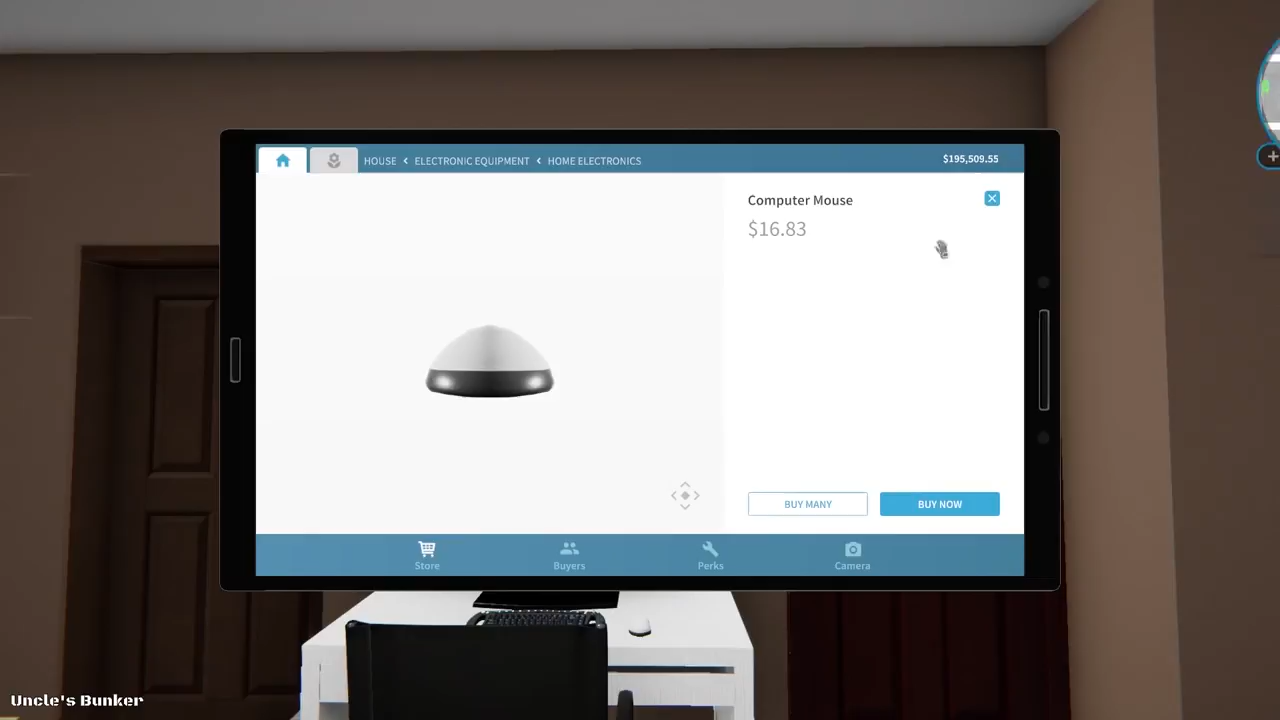 HOUSE < ELECTRONIC EQUIPMENT < HOME ELECTRONICS
$195,509.55
Computer Mouse
$16.83
BUY MANY
BUY NOW
Store
Buyers
Perks
Camera
Uncle's Bunker